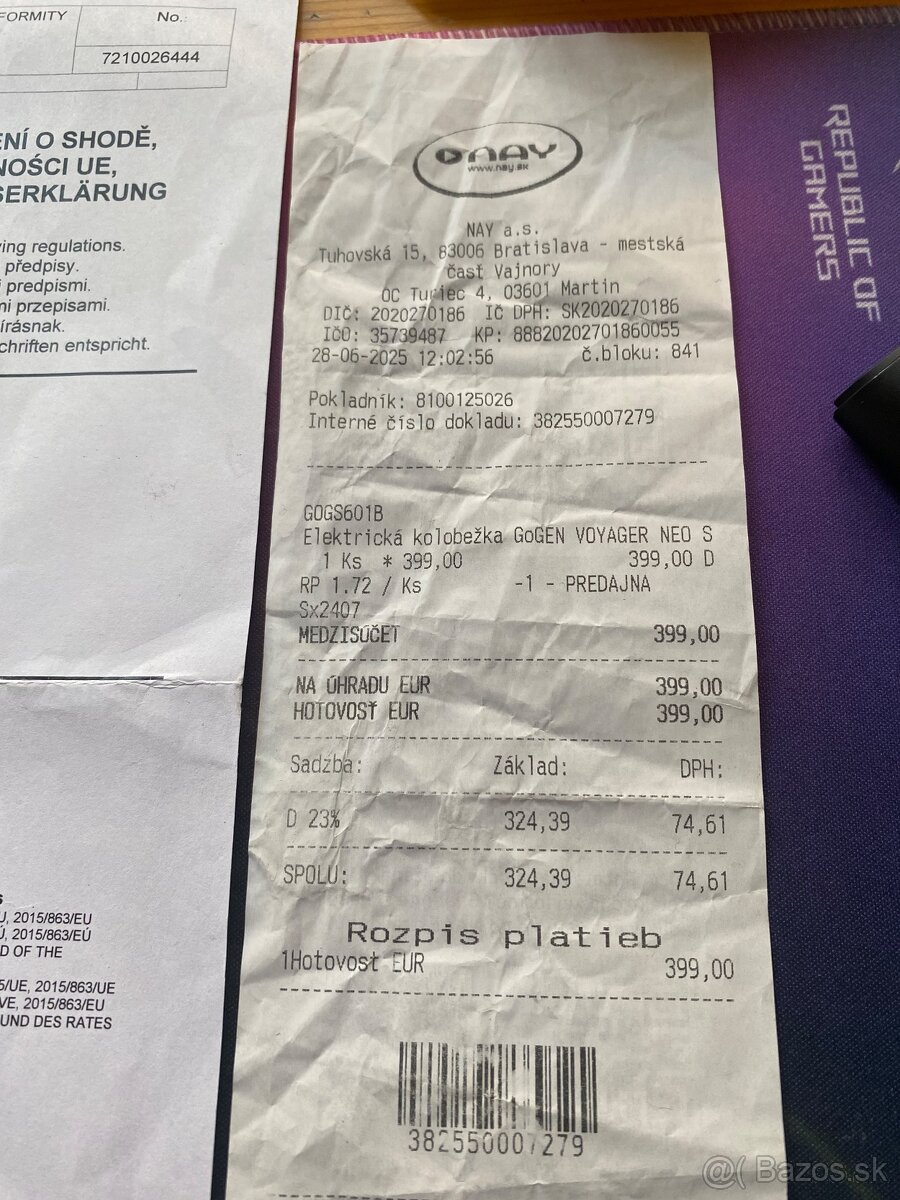 FORMITY
No.:
7210026444
ENÍ O SHODĚ,
NOŚCI UE,
SERKLÄRUNG
ving regulations.
předpisy.
i predpismi.
mi przepisami.
írásnak.
chriften entspricht.
U, 2015/863/EU
Ú, 2015/863/EÚ
D OF THE
5/UE, 2015/863/UE
VE, 2015/863/EU
UND DES RATES
NAY
www.nay.sk
NAY a.s.
Tuhovská 15, 83006 Bratislava - mestská
časť Vajnory
OC Turiec 4, 03601 Martin
DIČ: 2020270186 IČ DPH: SK2020270186
IČO: 35739487 KP: 88820202701860055
28-06-2025 12:02:56 č.bloku: 841
Pokladník: 8100125026
Interné číslo dokladu: 382550007279
GOGS601B
Elektrická kolobežka GoGEN VOYAGER NEO S
1 Ks * 399,00 399,00 D
RP 1.72 / Ks -1 - PREDAJNA
Sx2407
MEDZISÚČET 399,00
NA ÚHRADU EUR 399,00
HOTOVOSŤ EUR 399,00
Sadzba: Základ: DPH:
D 23% 324,39 74,61
SPOLU: 324,39 74,61
Rozpis platieb
1Hotovosť EUR 399,00
382550007279
REPUBLIC OF
GAMERS
@( Bazos.sk